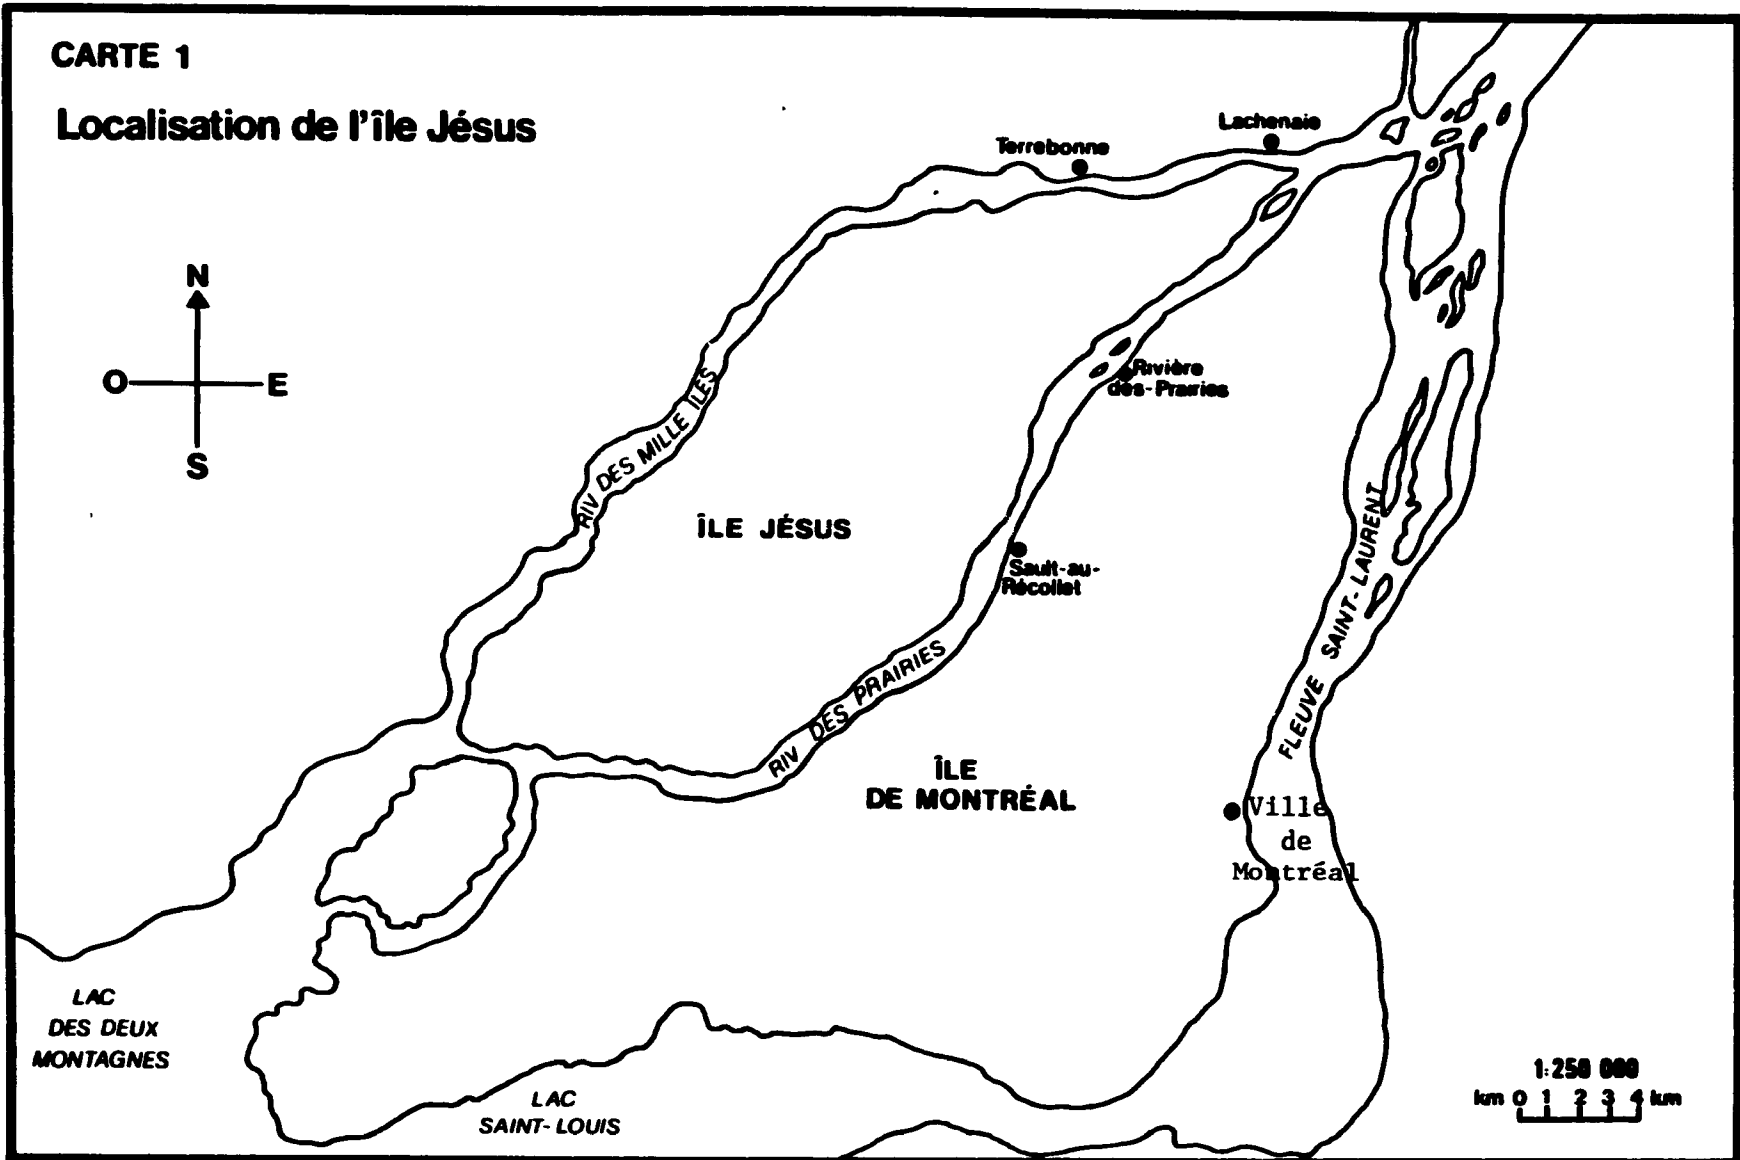 CARTE 1
Localisation de l'île Jésus
Lachenaie
Terrebonne
N
O E
S
Rivière
des-Prairies
RIV DES MILLE ILES
ÎLE JÉSUS
Sault-au-
Récollet
FLEUVE SAINT-LAURENT
RIV DES PRAIRIES
ÎLE
DE MONTRÉAL
Ville
de
Montréal
LAC
DES DEUX
MONTAGNES
LAC
SAINT-LOUIS
1:250 000
km 0 1 2 3 4 km